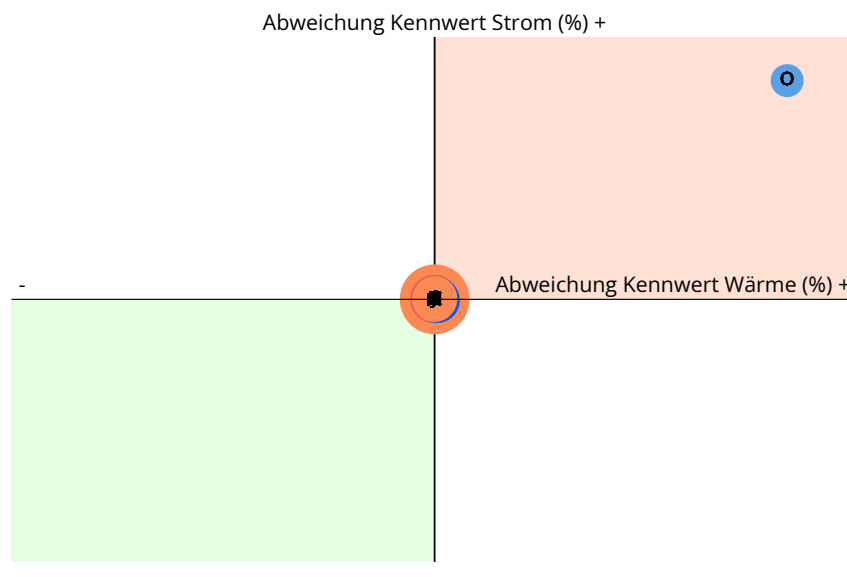 Abweichung Kennwert Strom (%) +
O
-
Abweichung Kennwert Wärme (%) +